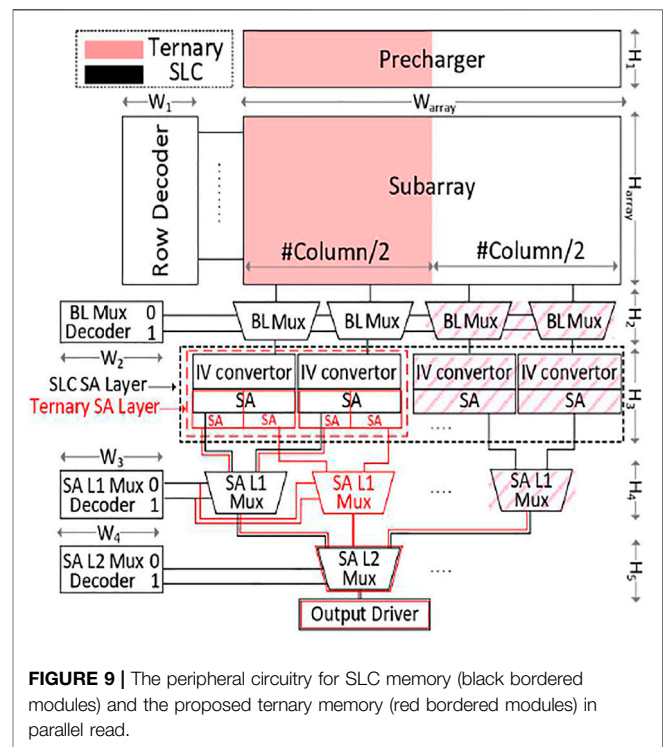 Ternary
SLC
Precharger
H1
W1
Warray
Row Decoder
Subarray
Harray
#Column/2
#Column/2
BL Mux 0
Decoder 1
BL Mux
BL Mux
BL Mux
BL Mux
H2
W2
SLC SA Layer
Ternary SA Layer
IV convertor
IV convertor
IV convertor
IV convertor
SA
SA
SA
SA
SA
SA
SA
SA
....
H3
W3
SA L1 Mux 0
Decoder 1
SA L1
Mux
SA L1
Mux
....
SA L1
Mux
H4
W4
SA L2 Mux 0
Decoder 1
SA L2
Mux
....
H5
Output Driver
FIGURE 9 | The peripheral circuitry for SLC memory (black bordered
modules) and the proposed ternary memory (red bordered modules) in
parallel read.